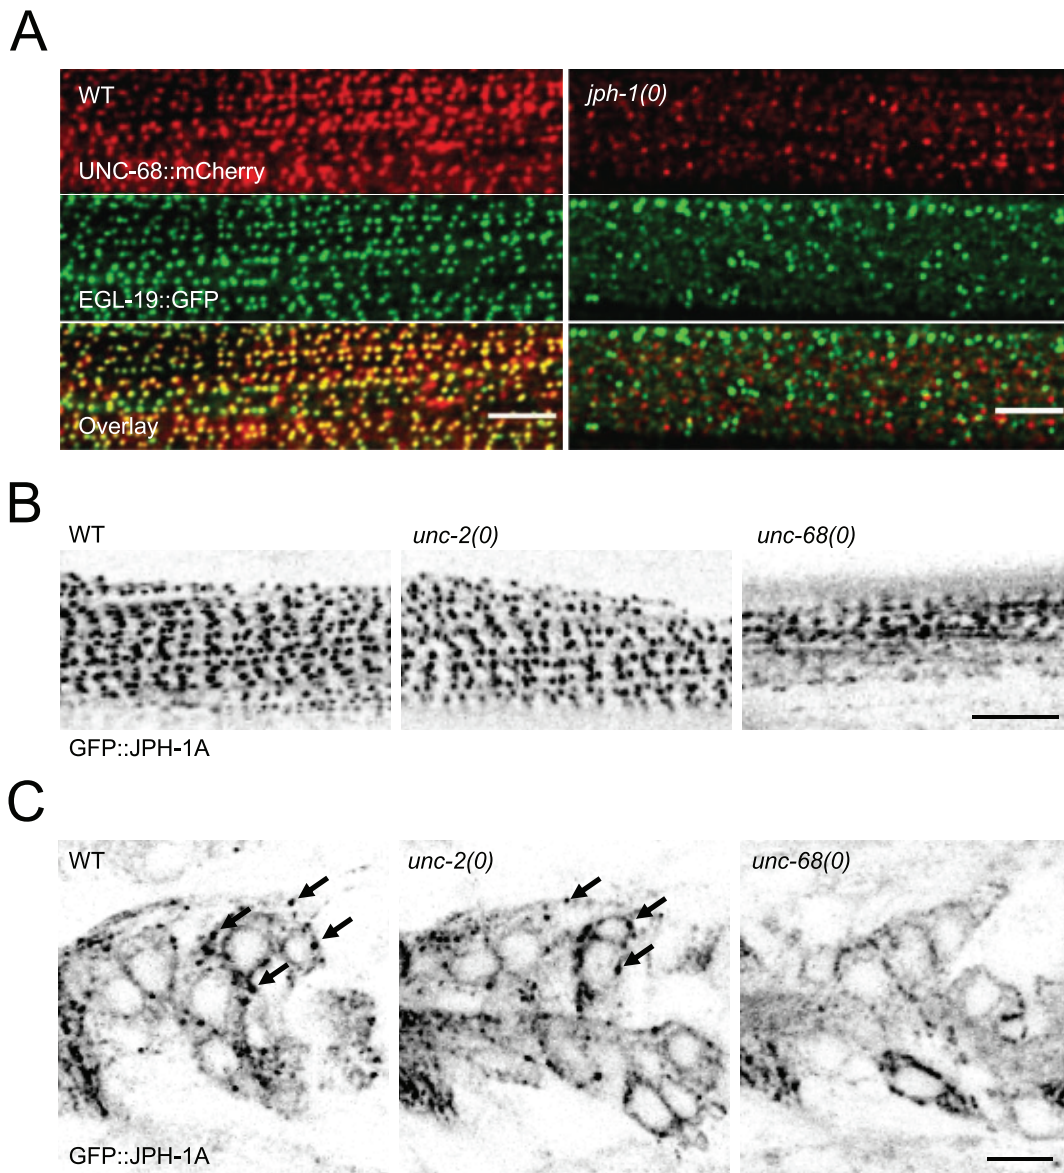 A
WT
jph-1(0)
UNC-68::mCherry
EGL-19::GFP
Overlay
B
WT
unc-2(0)
unc-68(0)
GFP::JPH-1A
C
WT
unc-2(0)
unc-68(0)
GFP::JPH-1A